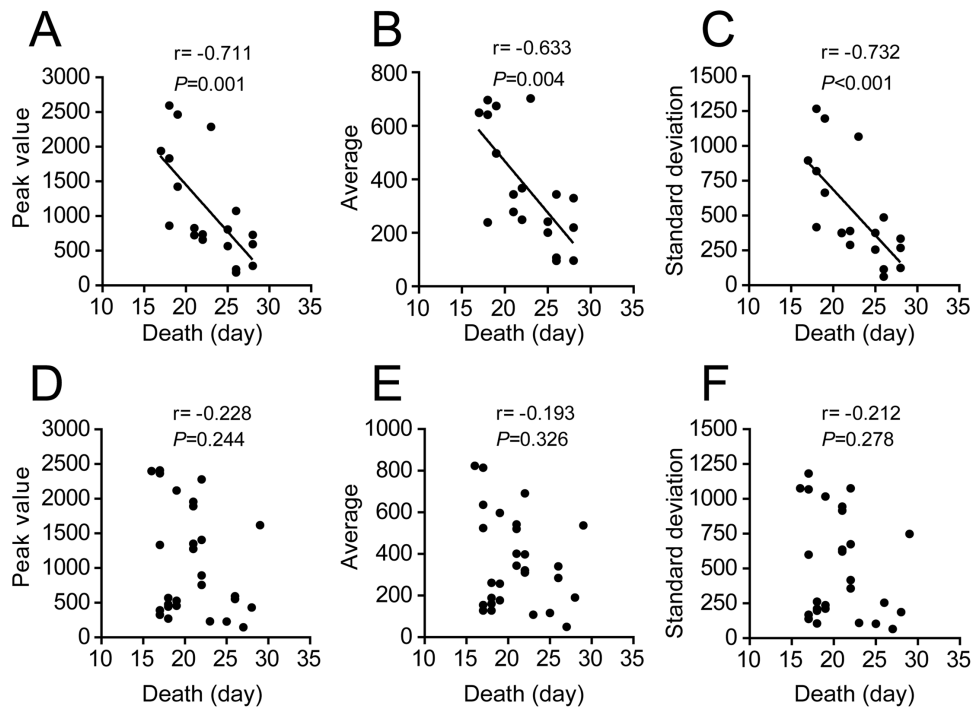 A
r= -0.711
P=0.001
3000
2500
2000
1500
1000
500
0
Peak value
10 15 20 25 30 35
Death (day)
B
r= -0.633
P=0.004
800
600
400
200
0
Average
10 15 20 25 30 35
Death (day)
C
r= -0.732
P<0.001
1500
1250
1000
750
500
250
0
Standard deviation
10 15 20 25 30 35
Death (day)
D
r= -0.228
P=0.244
3000
2500
2000
1500
1000
500
0
Peak value
10 15 20 25 30 35
Death (day)
E
r= -0.193
P=0.326
1000
800
600
400
200
0
Average
10 15 20 25 30 35
Death (day)
F
r= -0.212
P=0.278
1500
1250
1000
750
500
250
0
Standard deviation
10 15 20 25 30 35
Death (day)